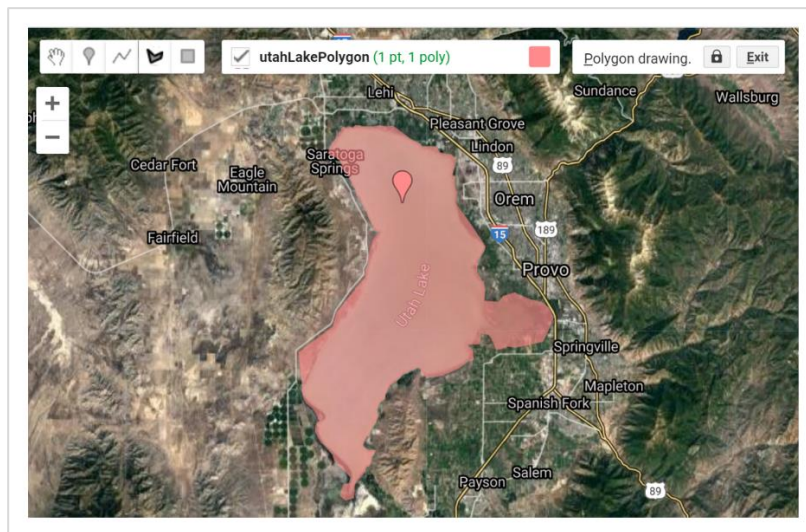 utahLakePolygon (1 pt, 1 poly)
Polygon drawing.
Exit
Lehi
Sundance
Wallsburg
Pleasant Grove
Lindon
89
Cedar Fort
Saratoga
Springs
Eagle
Mountain
Orem
189
15
Fairfield
Provo
Utah Lake
Springville
Mapleton
Spanish Fork
Salem
Payson
89